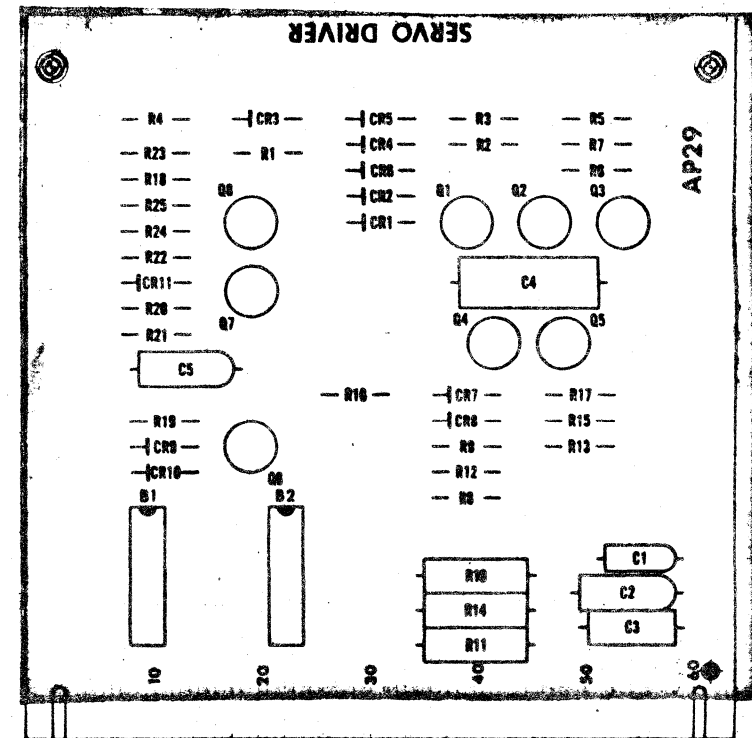 SERVO DRIVER
R4 CR3 CR5 R3 R5
CR4 R2 R7
R23 R1
CR6 R6
R18
AP29
Q8 CR2 Q1 Q2 Q3
R25
CR1
R24
R22
CR11 C4
R20
Q7 Q4 Q5
R21
C5
R16 CR7 R17
R19 CR8 R15
CR9 R9 R13
CR10 Q6 R12
B1 B2 R8
C1
R10
C2
R14
C3
R11
10 20 30 40 50 60